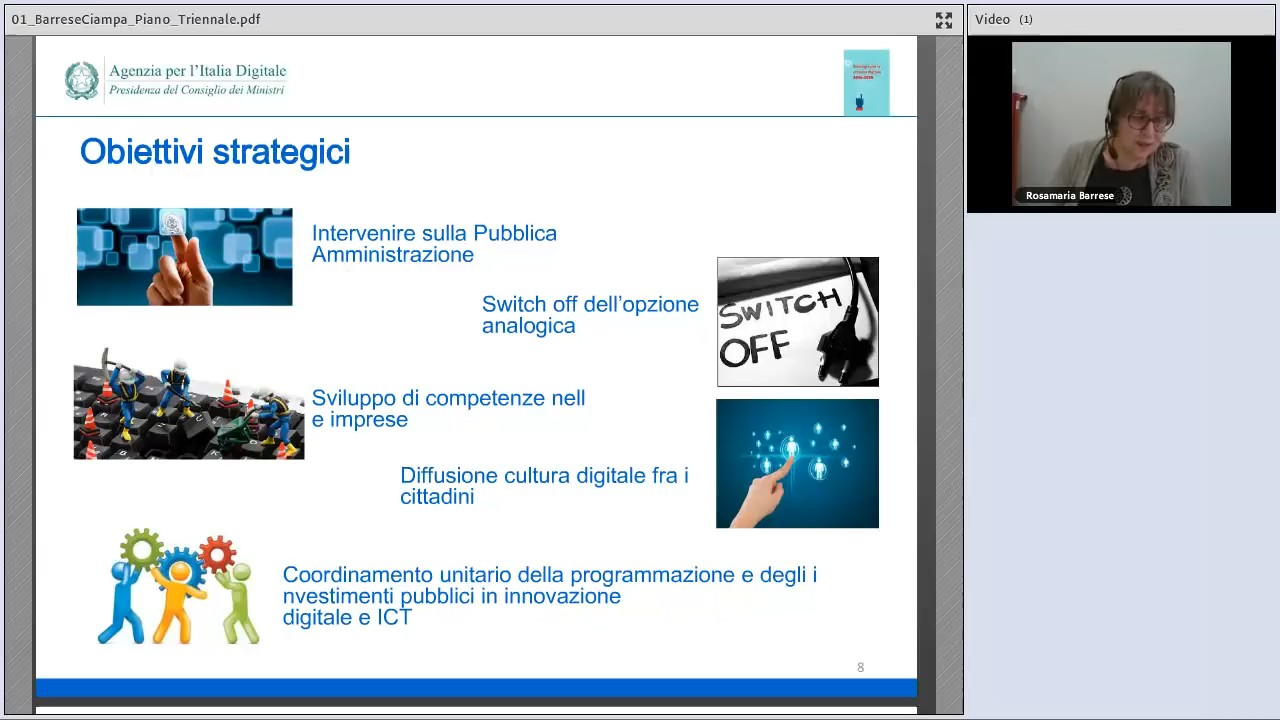 01_BarreseCiampa_Piano_Triennale.pdf
Video (1)
Agenzia per l'Italia Digitale
Presidenza del Consiglio dei Ministri
Rosamaria Barrese
Obiettivi strategici
Intervenire sulla Pubblica
Amministrazione
Switch off dell’opzione
analogica
SWITCH
OFF
Sviluppo di competenze nell
e imprese
Diffusione cultura digitale fra i
cittadini
Coordinamento unitario della programmazione e degli i
nvestimenti pubblici in innovazione
digitale e ICT
8